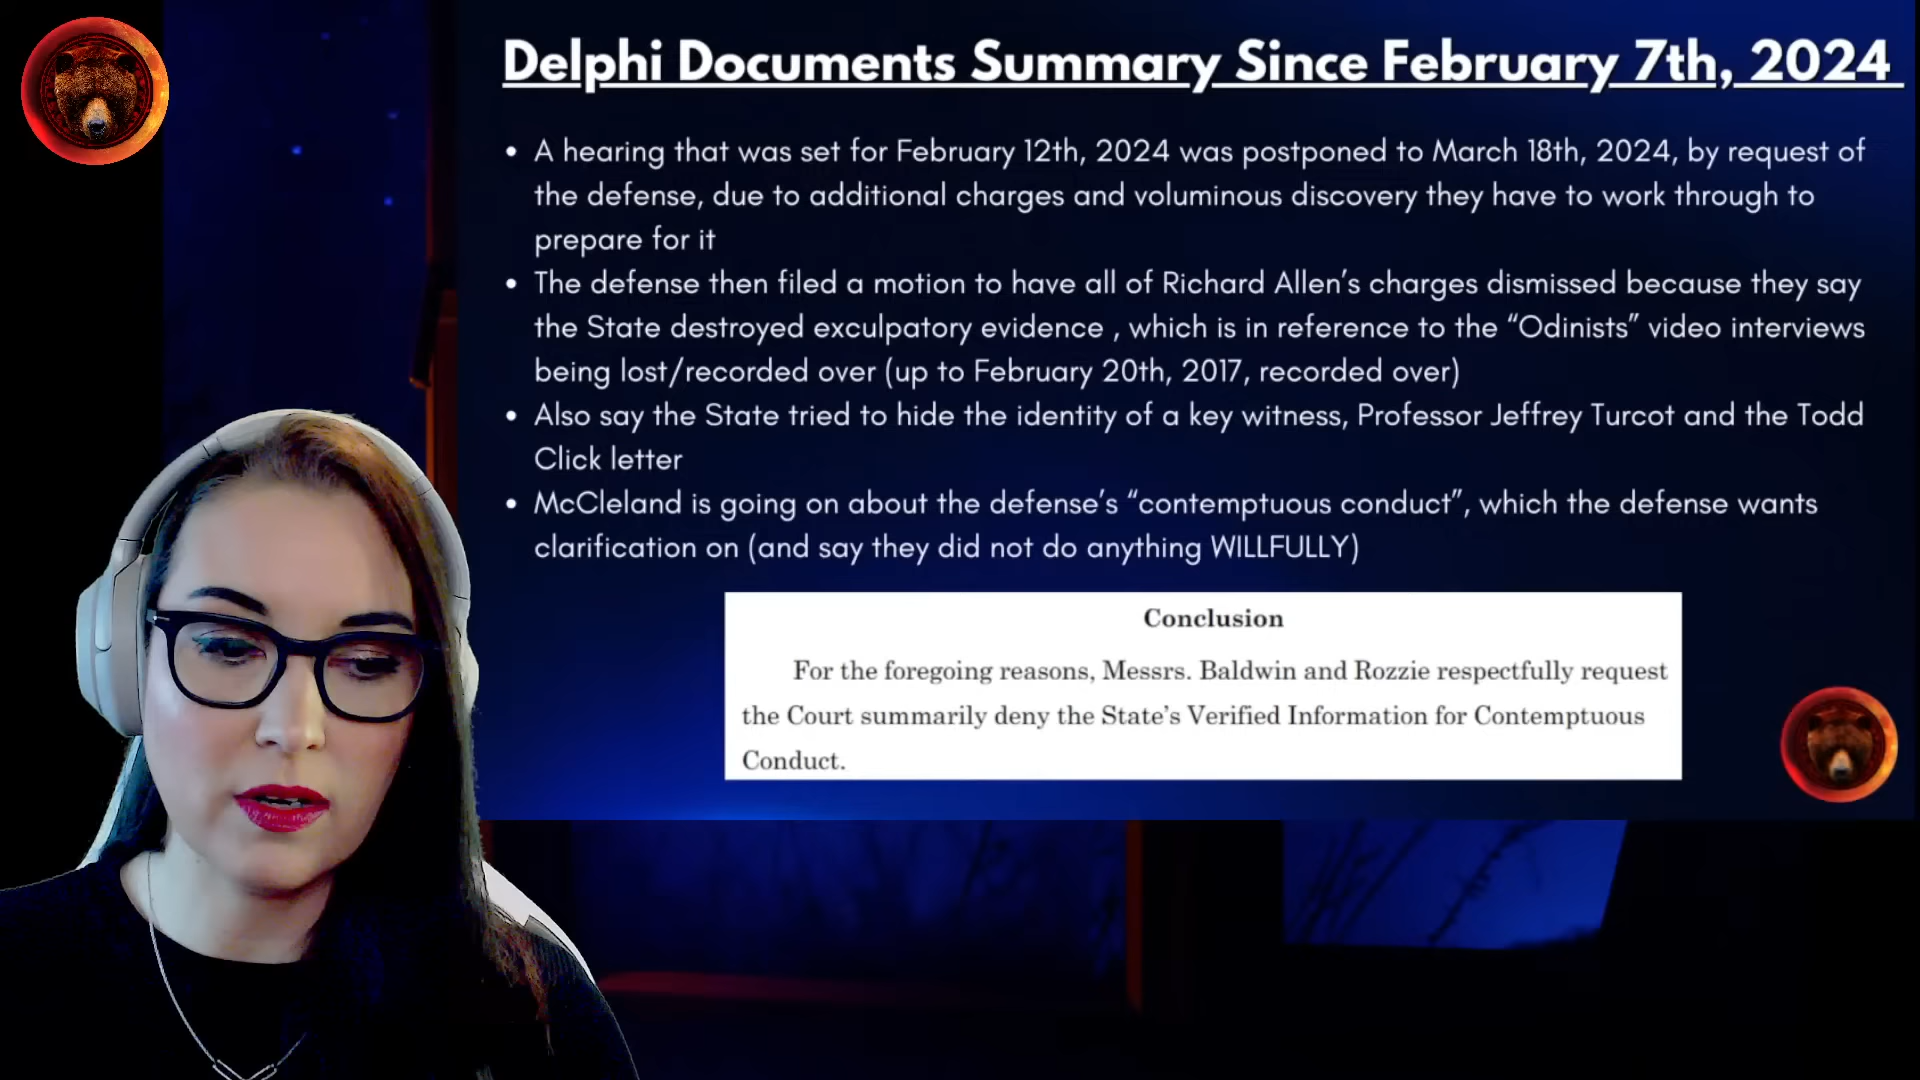 Delphi Documents Summary Since February 7th, 2024
• A hearing that was set for February 12th, 2024 was postponed to March 18th, 2024, by request of
the defense, due to additional charges and voluminous discovery they have to work through to
prepare for it
• The defense then filed a motion to have all of Richard Allen’s charges dismissed because they say
the State destroyed exculpatory evidence , which is in reference to the “Odinists” video interviews
being lost/recorded over (up to February 20th, 2017, recorded over)
• Also say the State tried to hide the identity of a key witness, Professor Jeffrey Turcot and the Todd
Click letter
• McCleland is going on about the defense’s “contemptuous conduct”, which the defense wants
clarification on (and say they did not do anything WILLFULLY)
Conclusion
For the foregoing reasons, Messrs. Baldwin and Rozzie respectfully request
the Court summarily deny the State’s Verified Information for Contemptuous
Conduct.